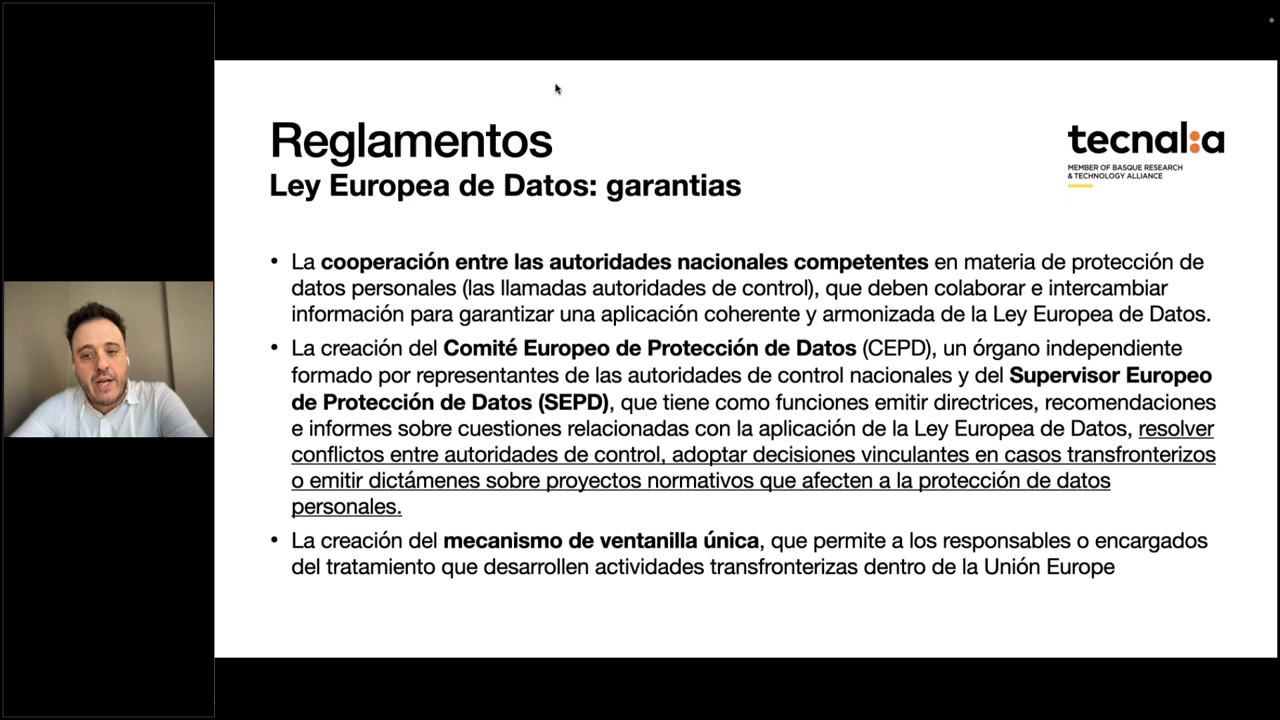 Reglamentos
Ley Europea de Datos: garantias
tecnal:a
MEMBER OF BASQUE RESEARCH
& TECHNOLOGY ALLIANCE
• La cooperación entre las autoridades nacionales competentes en materia de protección de
datos personales (las llamadas autoridades de control), que deben colaborar e intercambiar
información para garantizar una aplicación coherente y armonizada de la Ley Europea de Datos.
• La creación del Comité Europeo de Protección de Datos (CEPD), un órgano independiente
formado por representantes de las autoridades de control nacionales y del Supervisor Europeo
de Protección de Datos (SEPD), que tiene como funciones emitir directrices, recomendaciones
e informes sobre cuestiones relacionadas con la aplicación de la Ley Europea de Datos, resolver
conflictos entre autoridades de control, adoptar decisiones vinculantes en casos transfronterizos
o emitir dictámenes sobre proyectos normativos que afecten a la protección de datos
personales.
• La creación del mecanismo de ventanilla única, que permite a los responsables o encargados
del tratamiento que desarrollen actividades transfronterizas dentro de la Unión Europe